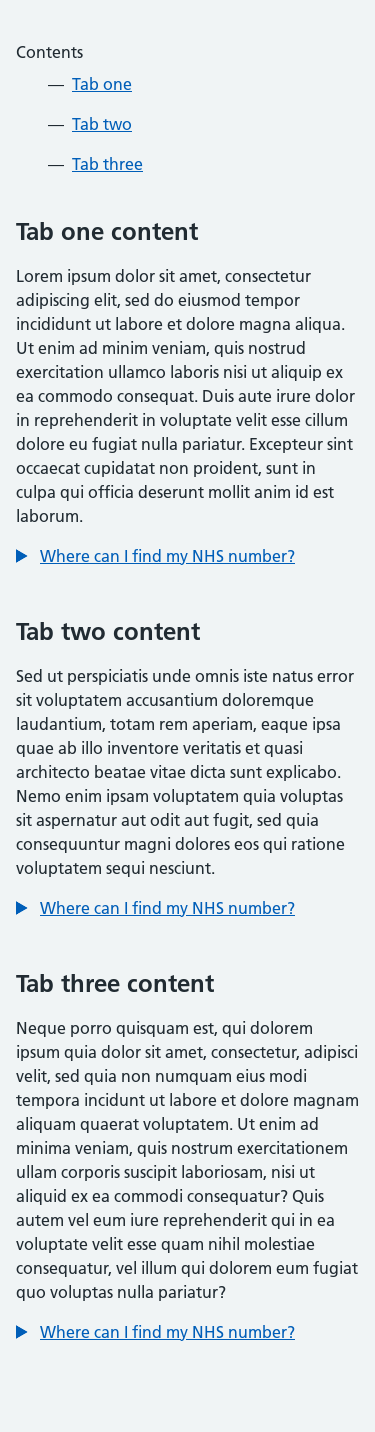 Contents
— Tab one
— Tab two
— Tab three
Tab one content
Lorem ipsum dolor sit amet, consectetur
adipiscing elit, sed do eiusmod tempor
incididunt ut labore et dolore magna aliqua.
Ut enim ad minim veniam, quis nostrud
exercitation ullamco laboris nisi ut aliquip ex
ea commodo consequat. Duis aute irure dolor
in reprehenderit in voluptate velit esse cillum
dolore eu fugiat nulla pariatur. Excepteur sint
occaecat cupidatat non proident, sunt in
culpa qui officia deserunt mollit anim id est
laborum.
Where can I find my NHS number?
Tab two content
Sed ut perspiciatis unde omnis iste natus error
sit voluptatem accusantium doloremque
laudantium, totam rem aperiam, eaque ipsa
quae ab illo inventore veritatis et quasi
architecto beatae vitae dicta sunt explicabo.
Nemo enim ipsam voluptatem quia voluptas
sit aspernatur aut odit aut fugit, sed quia
consequuntur magni dolores eos qui ratione
voluptatem sequi nesciunt.
Where can I find my NHS number?
Tab three content
Neque porro quisquam est, qui dolorem
ipsum quia dolor sit amet, consectetur, adipisci
velit, sed quia non numquam eius modi
tempora incidunt ut labore et dolore magnam
aliquam quaerat voluptatem. Ut enim ad
minima veniam, quis nostrum exercitationem
ullam corporis suscipit laboriosam, nisi ut
aliquid ex ea commodi consequatur? Quis
autem vel eum iure reprehenderit qui in ea
voluptate velit esse quam nihil molestiae
consequatur, vel illum qui dolorem eum fugiat
quo voluptas nulla pariatur?
Where can I find my NHS number?